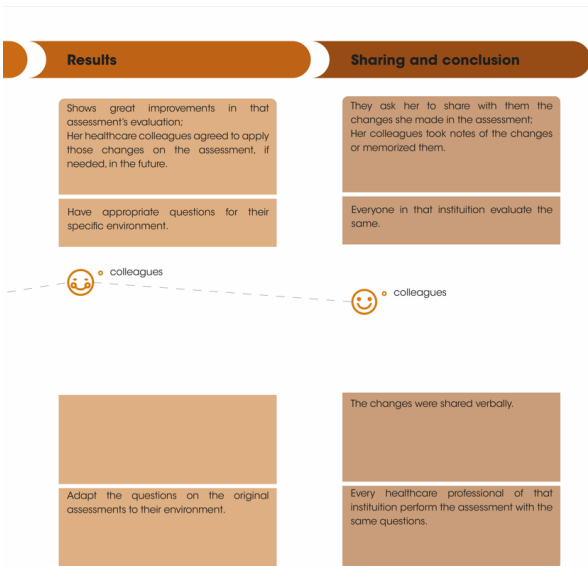 Results
Shows great improvements in that
assessment's evaluation;
Her healthcare colleagues agreed to apply
those changes on the assessment, if
needed, in the future.
Have appropriate questions for their
specific environment.
colleagues
Adapt the questions on the original
assessments to their environment.
Sharing and conclusion
They ask her to share with them the
changes she made in the assessment;
Her colleagues took notes of the changes
or memorized them.
Everyone in that instituition evaluate the
same.
colleagues
The changes were shared verbally.
Every healthcare professional of that
instituition perform the assessment with the
same questions.